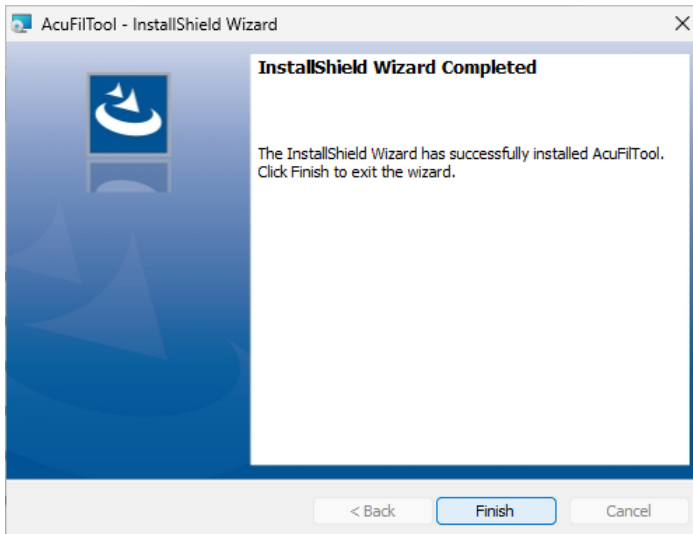 AcuFilTool - InstallShield Wizard
InstallShield Wizard Completed
The InstallShield Wizard has successfully installed AcuFilTool.
Click Finish to exit the wizard.
< Back
Finish
Cancel